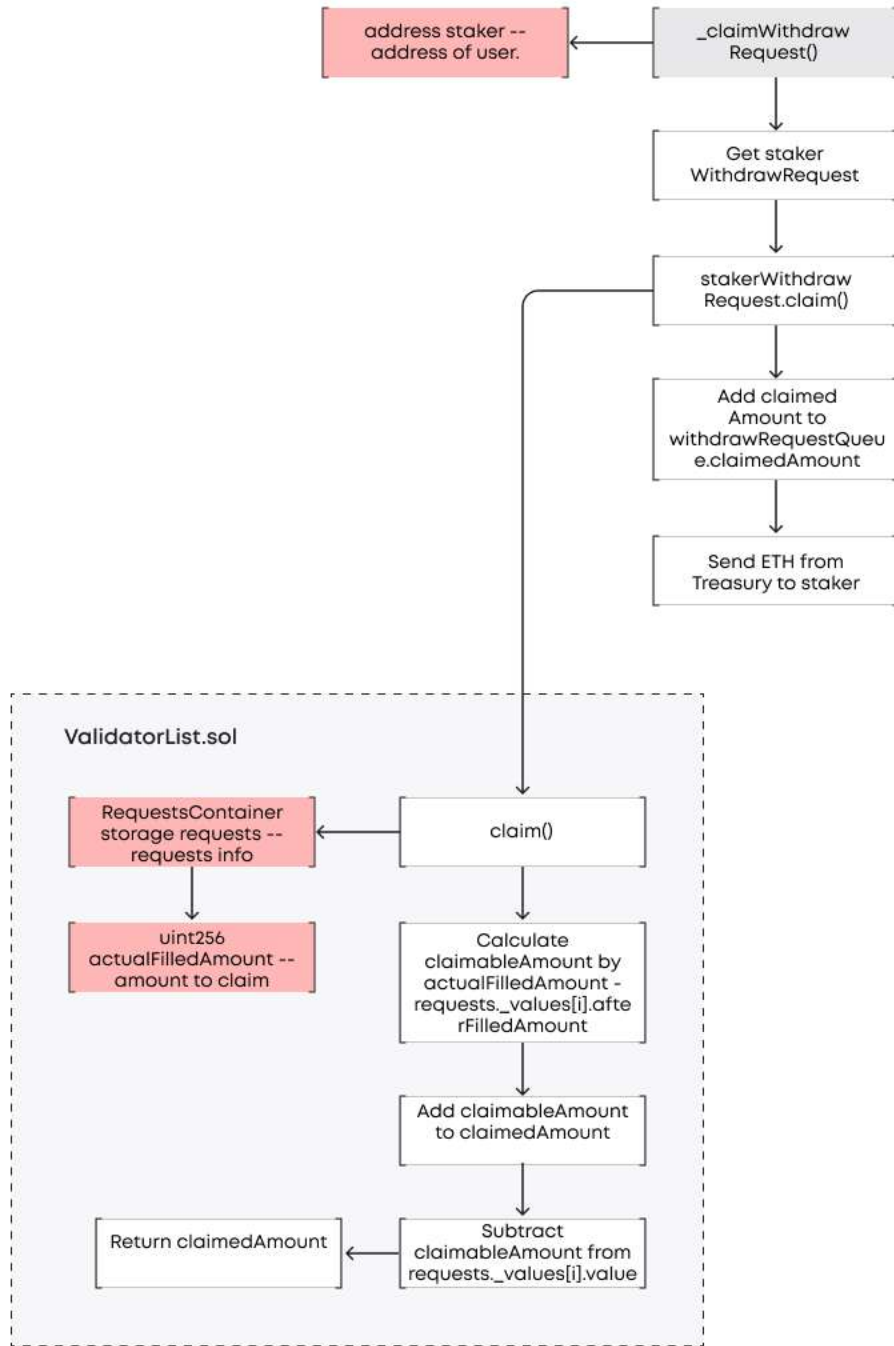 address staker --
address of user.
_claimWithdraw
Request()
Get staker
WithdrawRequest
stakerWithdraw
Request.claim()
Add claimed
Amount to
withdrawRequestQueu
e.claimedAmount
Send ETH from
Treasury to staker
ValidatorList.sol
RequestsContainer
storage requests --
requests info
claim()
uint256
actualFilledAmount --
amount to claim
Calculate
claimableAmount by
actualFilledAmount -
requests._values[i].afte
rFilledAmount
Add claimableAmount
to claimedAmount
Return claimedAmount
Subtract
claimableAmount from
requests._values[i].value